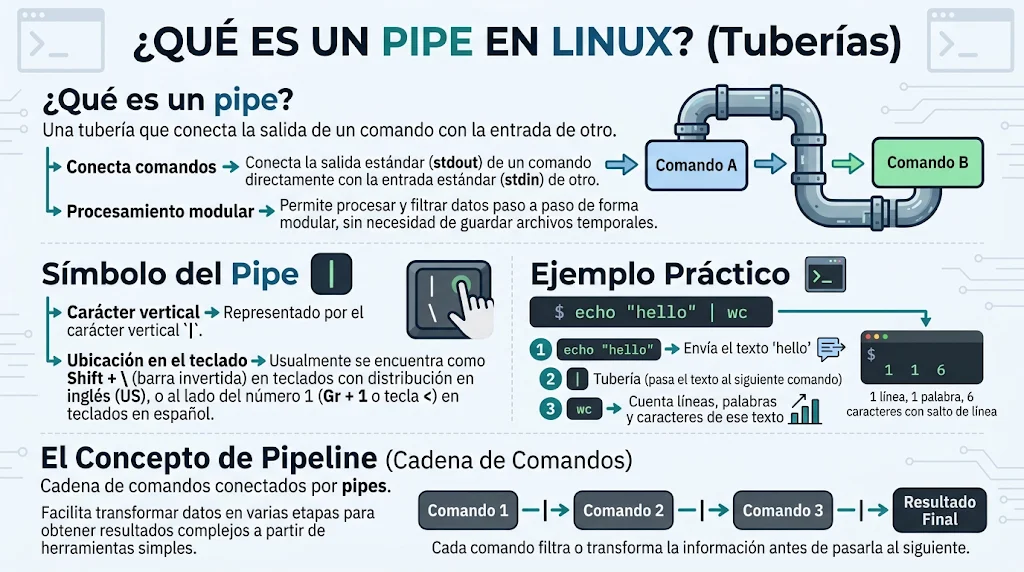 ¿QUÉ ES UN PIPE EN LINUX? (Tuberías)
¿Qué es un pipe?
Una tubería que conecta la salida de un comando con la entrada de otro.
Conecta comandos → Conecta la salida estándar (stdout) de un comando
directamente con la entrada estándar (stdin) de otro.
Procesamiento modular → Permite procesar y filtrar datos paso a paso de forma
modular, sin necesidad de guardar archivos temporales.
Comando A
Comando B
Símbolo del Pipe |
Carácter vertical → Representado por el
carácter vertical `|`.
Ubicación en el teclado → Usualmente se encuentra como
Shift + \ (barra invertida) en teclados con distribución en
inglés (US), o al lado del número 1 (Gr + 1 o tecla <) en
teclados en español.
|
\
Ejemplo Práctico
$ echo "hello" | wc
1 echo "hello" → Envía el texto 'hello'
2 | Tubería (pasa el texto al siguiente comando)
3 wc → Cuenta líneas, palabras
y caracteres de ese texto
$
1 1 6
1 línea, 1 palabra, 6
caracteres con salto de línea
El Concepto de Pipeline (Cadena de Comandos)
Cadena de comandos conectados por pipes.
Facilita transformar datos en varias etapas para
obtener resultados complejos a partir de
herramientas simples.
Comando 1 —|→ Comando 2 —|→ Comando 3 —|→ Resultado
Final
Cada comando filtra o transforma la información antes de pasarla al siguiente.